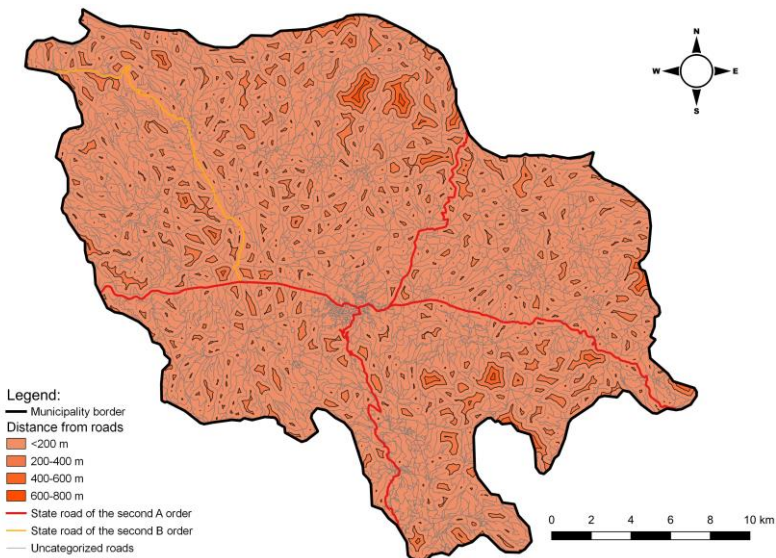 N
W E
S
Legend:
Municipality border
Distance from roads
<200 m
200-400 m
400-600 m
600-800 m
State road of the second A order
State road of the second B order
Uncategorized roads
0 2 4 6 8 10 km